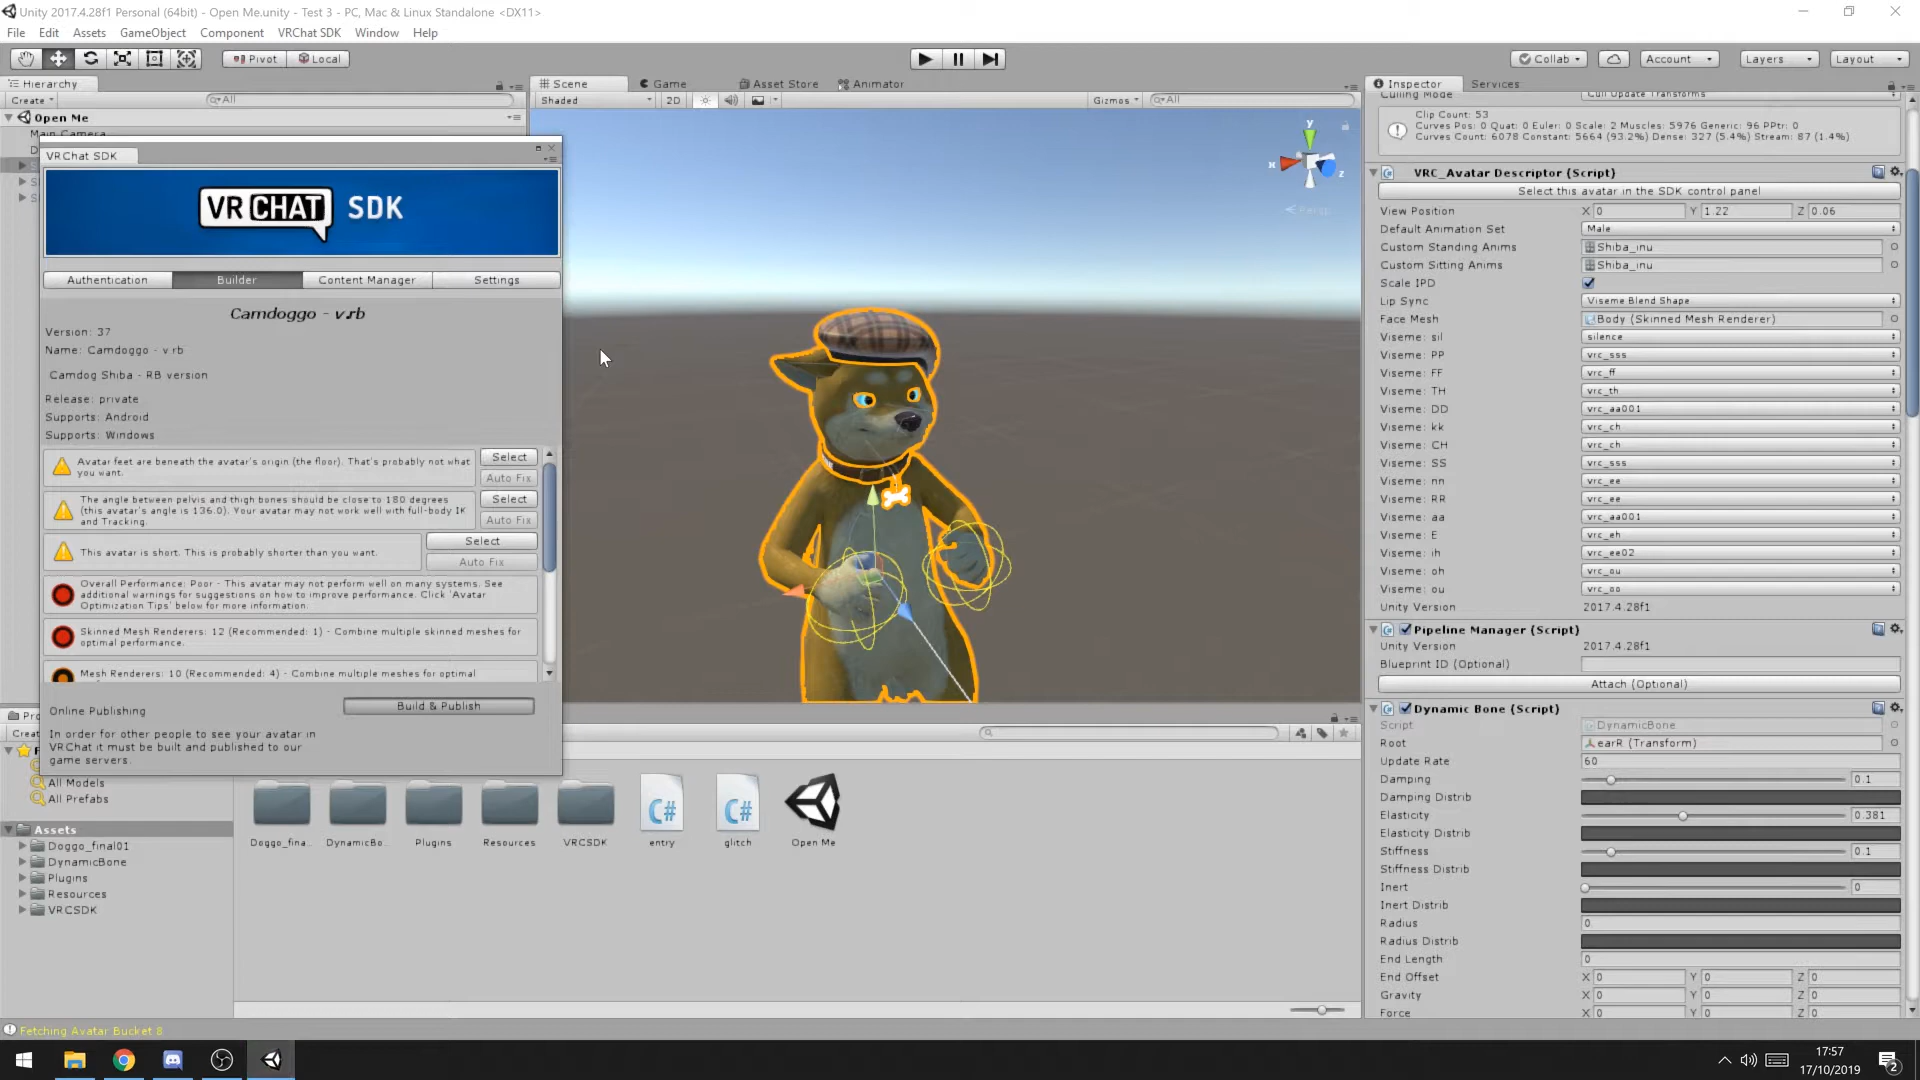 Unity 2017.4.28f1 Personal (64bit) - Open Me.unity - Test 3 - PC, Mac & Linux Standalone <DX11>
File Edit Assets GameObject Component VRChat SDK Window Help
Pivot Local Collab Account Layers Layout
Hierarchy Scene Game Asset Store Animator Inspector Services
Create All Shaded 2D Gizmos All
Open Me
Main Camera
VRChat SDK
VR CHAT SDK
Authentication Builder Content Manager Settings
Camdoggo - v.rb
Version: 37
Name: Camdoggo - v rb
Camdog Shiba - RB version
Release: private
Supports: Android
Supports: Windows
Avatar feet are beneath the avatar's origin (the floor). That's probably not what
you want.
Select
Auto Fix
The angle between pelvis and thigh bones should be close to 180 degrees
(this avatar's angle is 136.0). Your avatar may not work well with full-body IK
and Tracking.
Select
Auto Fix
This avatar is short. This is probably shorter than you want.
Select
Auto Fix
Overall Performance: Poor - This avatar may not perform well on many systems. See
additional warnings for suggestions on how to improve performance. Click 'Avatar
Optimization Tips' below for more information.
Skinned Mesh Renderers: 12 (Recommended: 1) - Combine multiple skinned meshes for
optimal performance.
Mesh Renderers: 10 (Recommended: 4) - Combine multiple meshes for optimal
Online Publishing
Build & Publish
In order for other people to see your avatar in
VRChat it must be built and published to our
game servers.
y
x
z
Persp
All Models
All Prefabs
Assets
Doggo_final01
DynamicBone
Plugins
Resources
VRCSDK
Doggo_fina... DynamicBo... Plugins Resources VRCSDK entry glitch Open Me
C# C#
Culling Mode Cull Update Transforms
Clip Count: 53
Curves Pos: 0 Quat: 0 Euler: 0 Scale: 2 Muscles: 5976 Generic: 96 PPtr: 0
Curves Count: 6078 Constant: 5664 (93.2%) Dense: 327 (5.4%) Stream: 87 (1.4%)
VRC_Avatar Descriptor (Script)
Select this avatar in the SDK control panel
View Position X 0 Y 1.22 Z 0.06
Default Animation Set Male
Custom Standing Anims Shiba_inu
Custom Sitting Anims Shiba_inu
Scale IPD
Lip Sync Viseme Blend Shape
Face Mesh Body (Skinned Mesh Renderer)
Viseme: sil silence
Viseme: PP vrc_sss
Viseme: FF vrc_ff
Viseme: TH vrc_th
Viseme: DD vrc_aa001
Viseme: kk vrc_ch
Viseme: CH vrc_ch
Viseme: SS vrc_sss
Viseme: nn vrc_ee
Viseme: RR vrc_ee
Viseme: aa vrc_aa001
Viseme: E vrc_eh
Viseme: ih vrc_ee02
Viseme: oh vrc_ou
Viseme: ou vrc_oo
Unity Version 2017.4.28f1
Pipeline Manager (Script)
Unity Version 2017.4.28f1
Blueprint ID (Optional)
Attach (Optional)
Dynamic Bone (Script)
Script DynamicBone
Root earR (Transform)
Update Rate 60
Damping 0.1
Damping Distrib
Elasticity 0.381
Elasticity Distrib
Stiffness 0.1
Stiffness Distrib
Inert 0
Inert Distrib
Radius 0
Radius Distrib
End Length 0
End Offset X 0 Y 0 Z 0
Gravity X 0 Y 0 Z 0
Force X 0 Y 0 Z 0
Fetching Avatar Bucket 8
17:57
17/10/2019
2